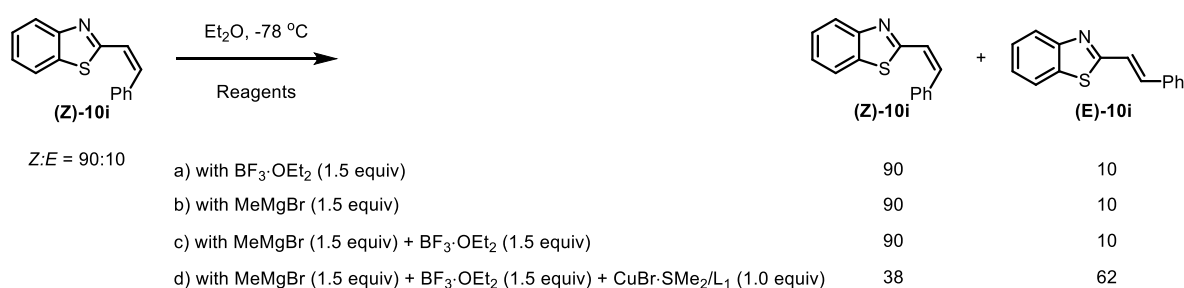 Et₂O, -78 ºC
Reagents
N
S
Ph
(Z)-10i
N
S
Ph
(Z)-10i
+
N
S
Ph
(E)-10i
Z:E = 90:10
a) with BF₃·OEt₂ (1.5 equiv) 90 10
b) with MeMgBr (1.5 equiv) 90 10
c) with MeMgBr (1.5 equiv) + BF₃·OEt₂ (1.5 equiv) 90 10
d) with MeMgBr (1.5 equiv) + BF₃·OEt₂ (1.5 equiv) + CuBr·SMe₂/L₁ (1.0 equiv) 38 62